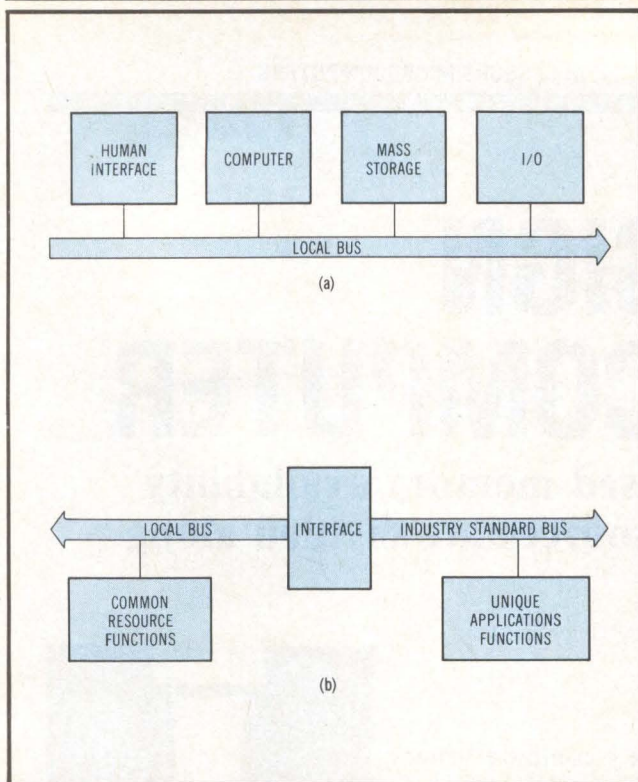 HUMAN
INTERFACE
COMPUTER
MASS
STORAGE
I/O
LOCAL BUS
(a)
LOCAL BUS
INTERFACE
INDUSTRY STANDARD BUS
COMMON
RESOURCE
FUNCTIONS
UNIQUE
APPLICATIONS
FUNCTIONS
(b)